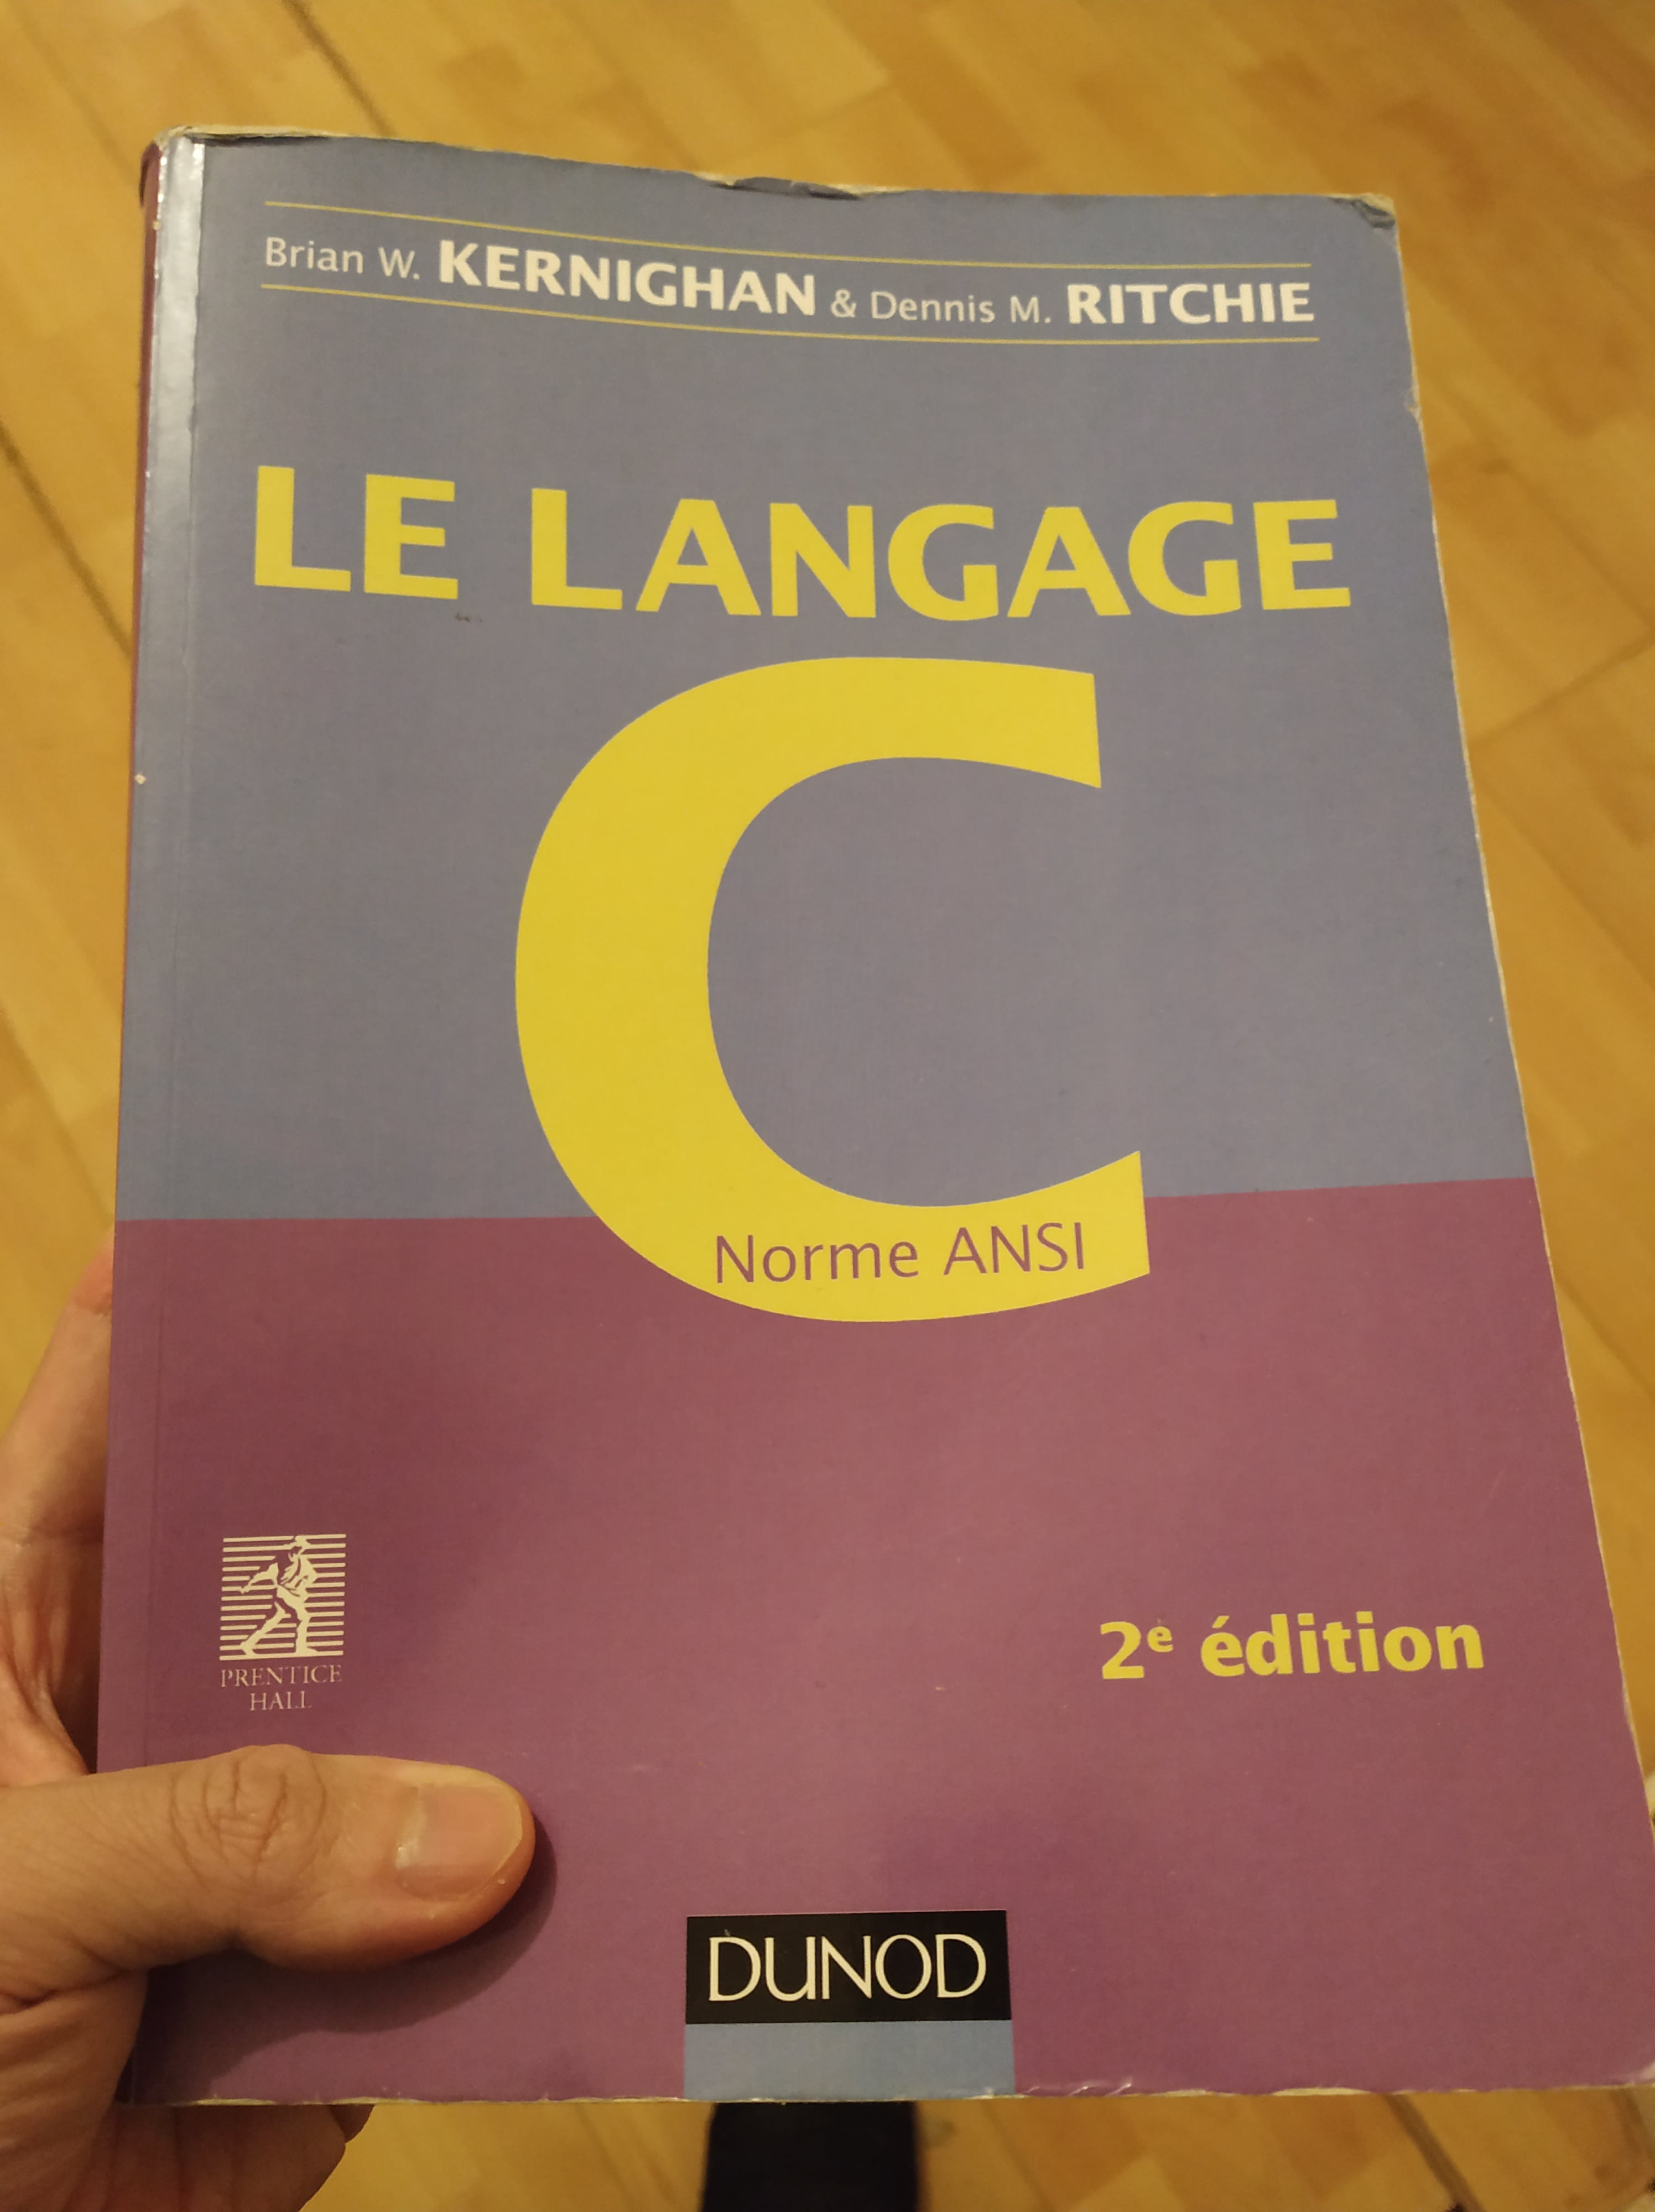 Brian W. KERNIGHAN & Dennis M. RITCHIE
LE LANGAGE
C
Norme ANSI
PRENTICE
HALL
2e édition
DUNOD